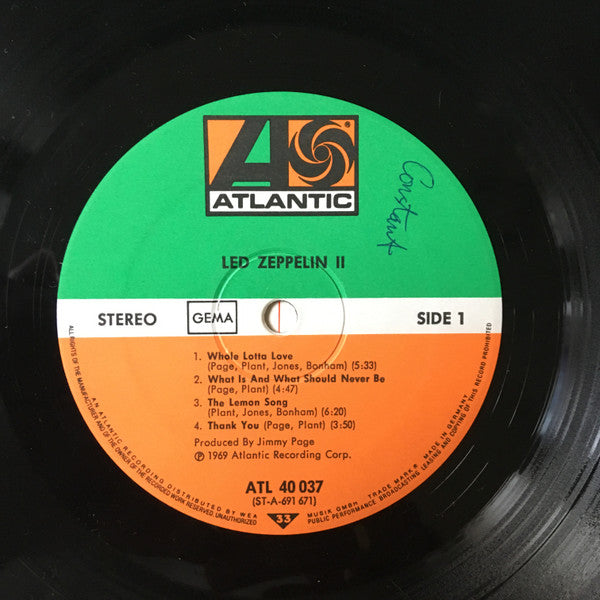 ATLANTIC
®
Constant
LED ZEPPELIN II
STEREO
GEMA
SIDE 1
1. Whole Lotta Love
(Page, Plant, Jones, Bonham) (5:33)
2. What Is And What Should Never Be
(Page, Plant) (4:47)
3. The Lemon Song
(Plant, Jones, Bonham) (6:20)
4. Thank You (Page, Plant) (3:50)
Produced By Jimmy Page
℗ 1969 Atlantic Recording Corp.
ATL 40 037
(ST-A-691 671)
33
ALL RIGHTS OF THE MANUFACTURER AND OF THE OWNER OF THE RECORDED WORK RESERVED. UNAUTHORIZED PUBLIC PERFORMANCE BROADCASTING LEASING AND COPYING OF THIS RECORD PROHIBITED
AN ATLANTIC RECORDING DISTRIBUTED BY WEA MUSIK GMBH TRADE MARK ® MADE IN GERMANY